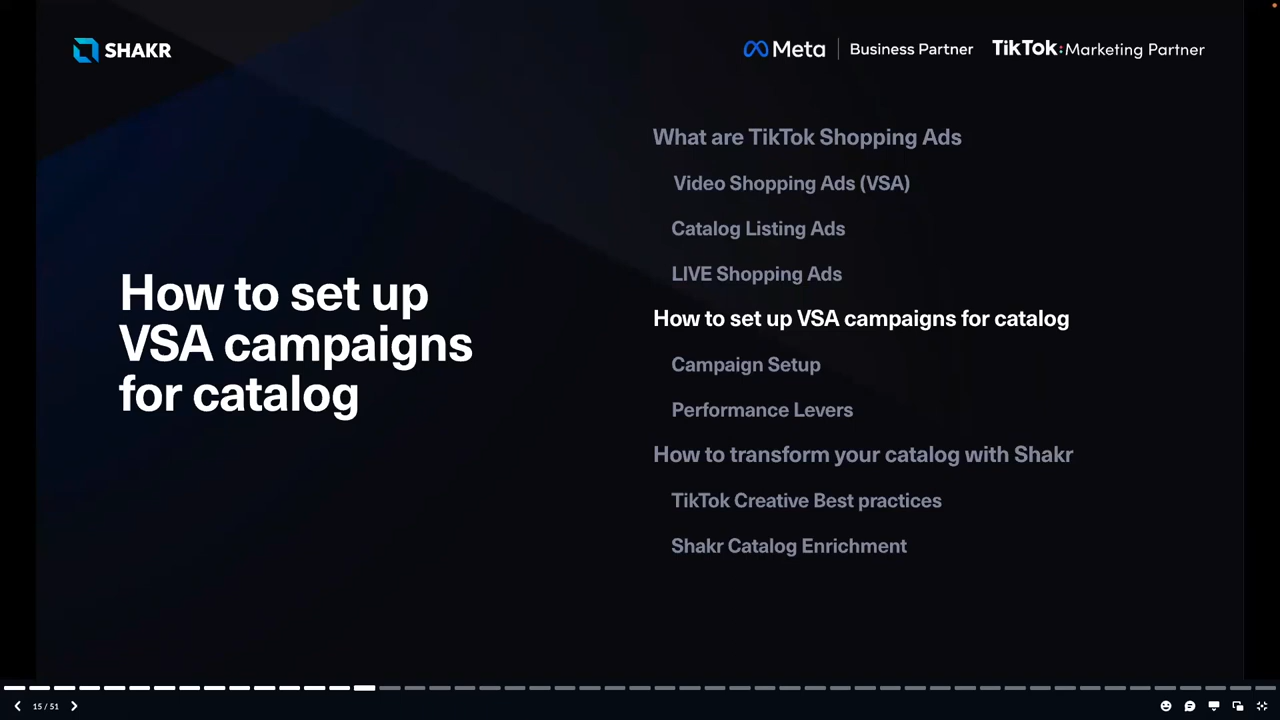 SHAKR
Meta | Business Partner
TikTok: Marketing Partner
How to set up
VSA campaigns
for catalog
What are TikTok Shopping Ads
Video Shopping Ads (VSA)
Catalog Listing Ads
LIVE Shopping Ads
How to set up VSA campaigns for catalog
Campaign Setup
Performance Levers
How to transform your catalog with Shakr
TikTok Creative Best practices
Shakr Catalog Enrichment
15 / 51